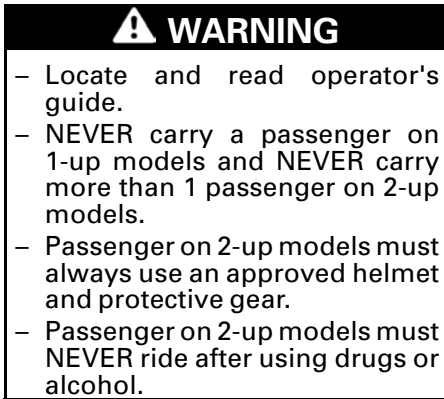 WARNING
– Locate and read operator's
guide.
– NEVER carry a passenger on
1-up models and NEVER carry
more than 1 passenger on 2-up
models.
– Passenger on 2-up models must
always use an approved helmet
and protective gear.
– Passenger on 2-up models must
NEVER ride after using drugs or
alcohol.